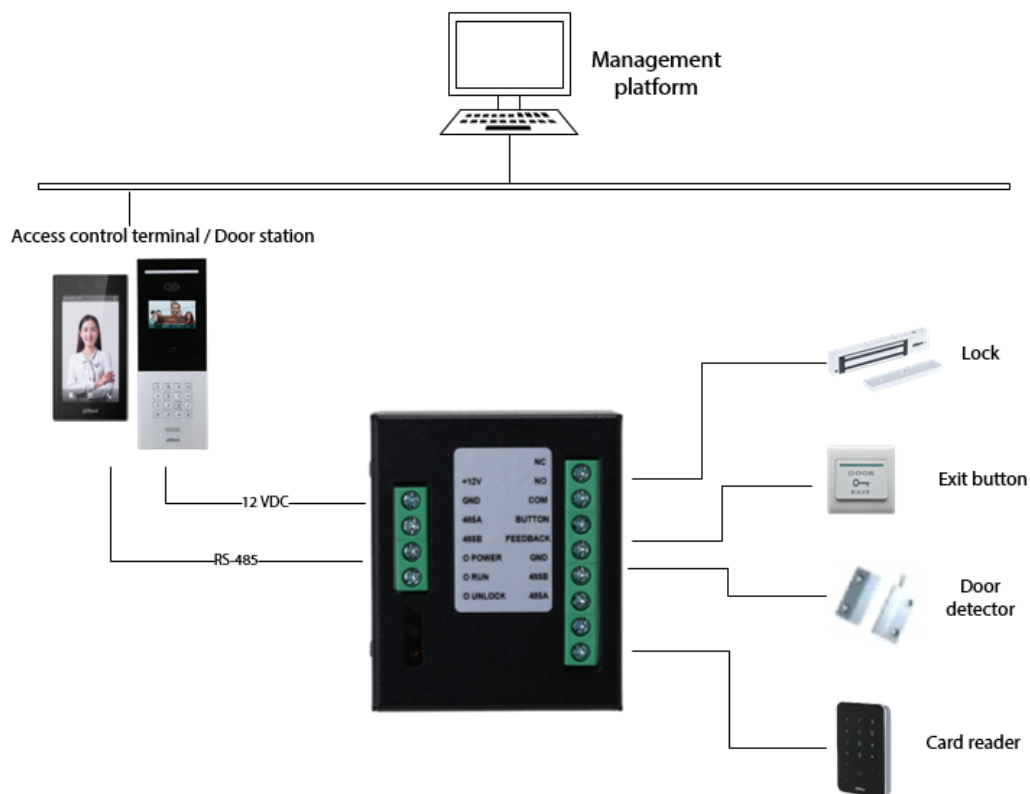 Management
platform
Access control terminal / Door station
Lock
DOOR
EXIT
Exit button
12 VDC
RS-485
NC
+12V NO
GND COM
485A BUTTON
485B FEEDBACK
O POWER GND
O RUN 485B
O UNLOCK 485A
Door
detector
Card reader